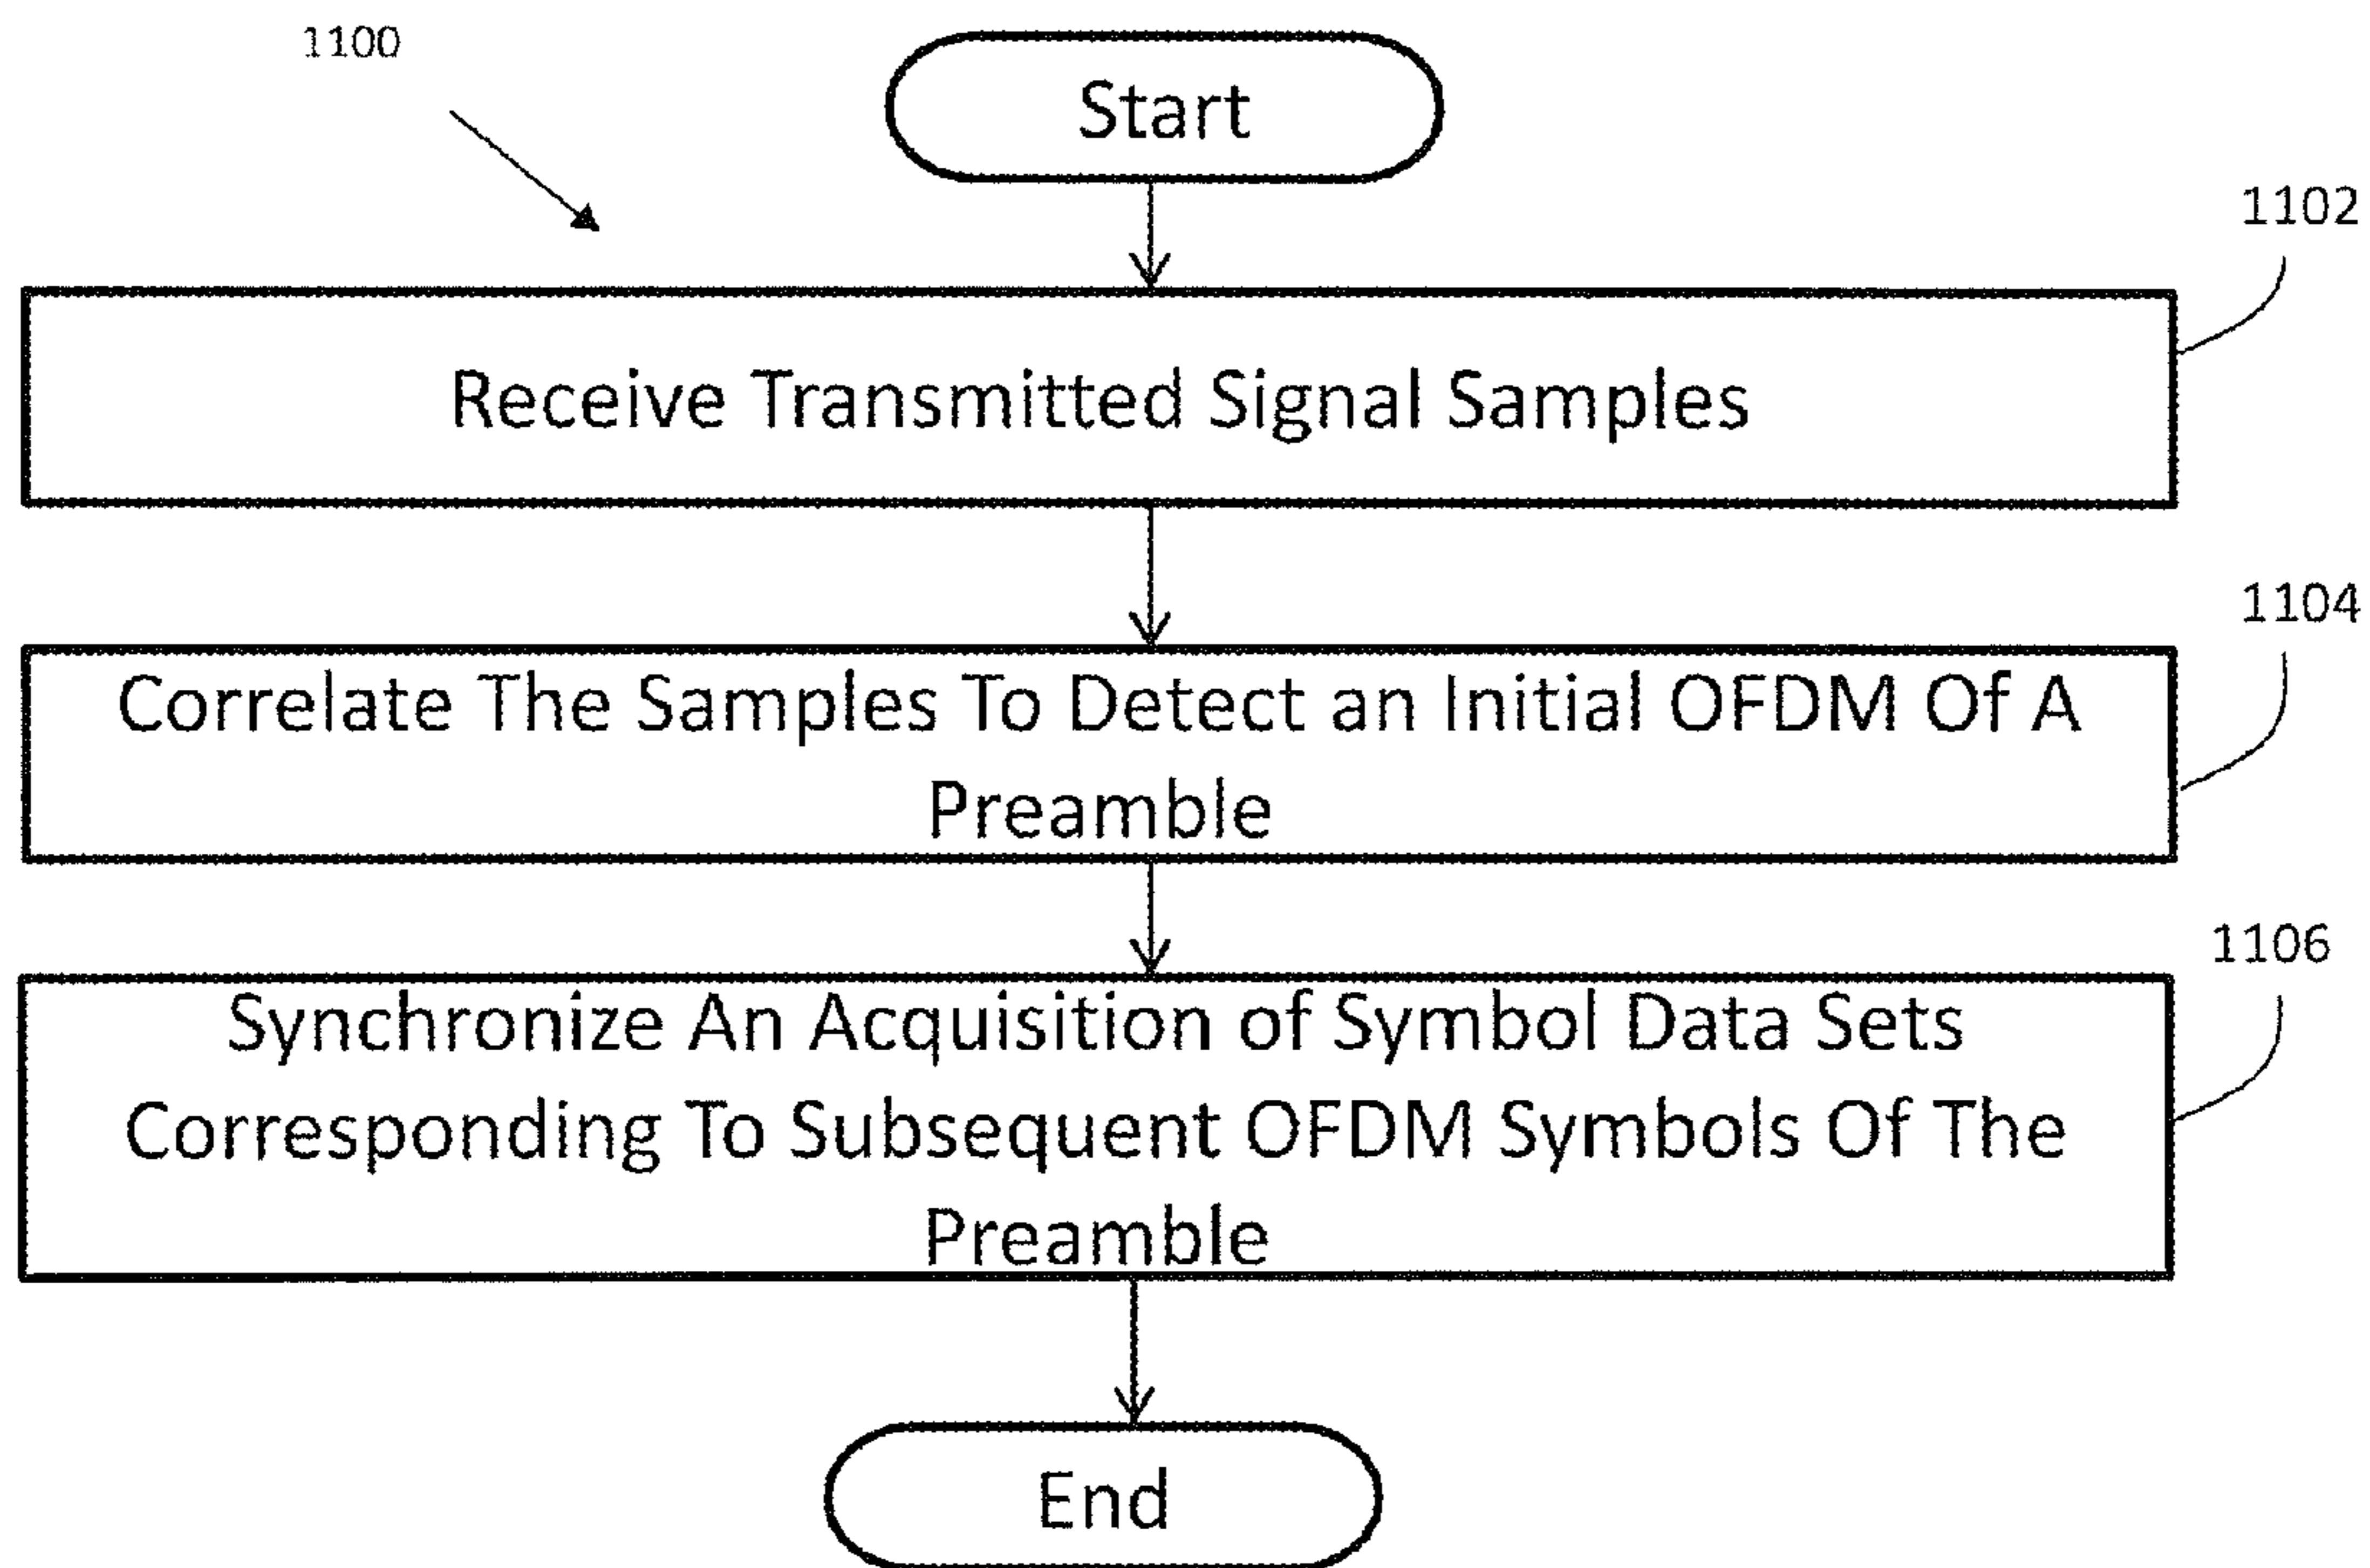 1100
Start
1102
Receive Transmitted Signal Samples
1104
Correlate The Samples To Detect an Initial OFDM Of A
Preamble
1106
Synchronize An Acquisition of Symbol Data Sets
Corresponding To Subsequent OFDM Symbols Of The
Preamble
End